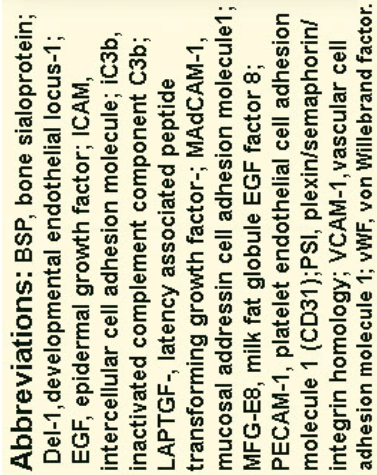 Abbreviations: BSP, bone sialoprotein;
Del-1, developmental endothelial locus-1;
EGF, epidermal growth factor; ICAM,
intercellular cell adhesion molecule; iC3b,
inactivated complement component C3b;
LAPTGF-, latency associated peptide
transforming growth factor-; MAdCAM-1,
mucosal addressin cell adhesion molecule1;
MFG-E8, milk fat globule EGF factor 8;
PECAM-1, platelet endothelial cell adhesion
molecule 1 (CD31);PSI, plexin/semaphorin/
integrin homology; VCAM-1,vascular cell
adhesion molecule 1; vWF, von Willebrand factor.